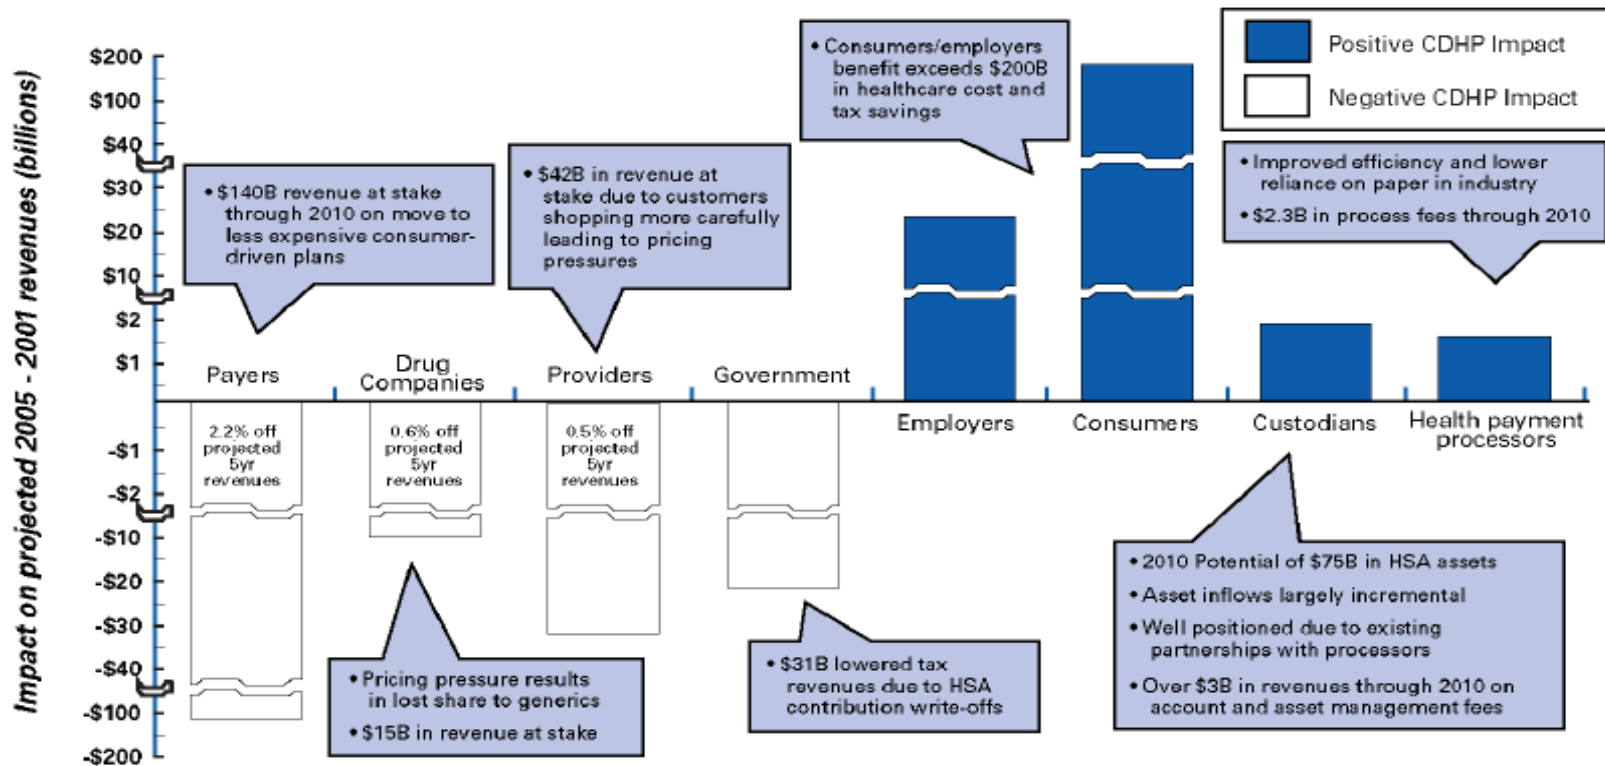 Impact on projected 2005 - 2001 revenues (billions)
$200
$100
$40
$30
$20
$10
$2
$1
-$1
-$2
-$10
-$20
-$30
-$40
-$100
-$200
Positive CDHP Impact
Negative CDHP Impact
• $140B revenue at stake
through 2010 on move to
less expensive consumer-
driven plans
• $42B in revenue at
stake due to customers
shopping more carefully
leading to pricing
pressures
• Consumers/employers
benefit exceeds $200B
in healthcare cost and
tax savings
• Improved efficiency and lower
reliance on paper in industry
• $2.3B in process fees through 2010
Payers
Drug
Companies
Providers
Government
Employers
Consumers
Custodians
Health payment
processors
2.2% off
projected
5yr
revenues
0.6% off
projected
5yr
revenues
0.5% off
projected
5yr
revenues
• Pricing pressure results
in lost share to generics
• $15B in revenue at stake
• $31B lowered tax
revenues due to HSA
contribution write-offs
• 2010 Potential of $75B in HSA assets
• Asset inflows largely incremental
• Well positioned due to existing
partnerships with processors
• Over $3B in revenues through 2010 on
account and asset management fees